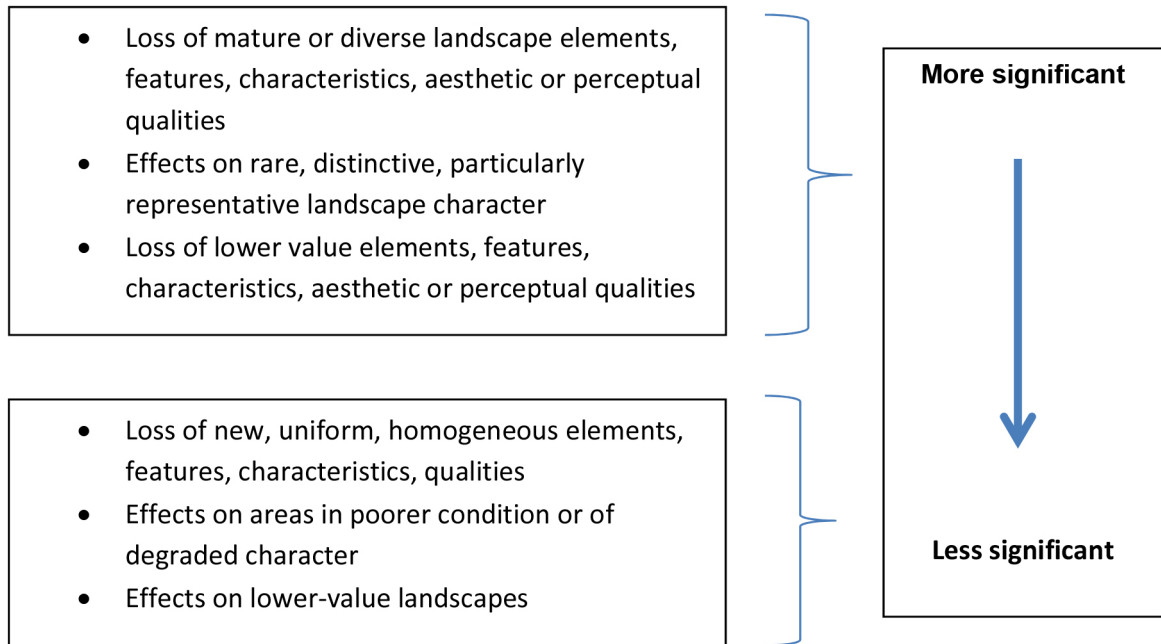 • Loss of mature or diverse landscape elements,
features, characteristics, aesthetic or perceptual
qualities
• Effects on rare, distinctive, particularly
representative landscape character
• Loss of lower value elements, features,
characteristics, aesthetic or perceptual qualities
• Loss of new, uniform, homogeneous elements,
features, characteristics, qualities
• Effects on areas in poorer condition or of
degraded character
• Effects on lower-value landscapes
More significant
Less significant